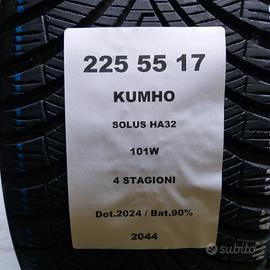 225 55 17
KUMHO
SOLUS HA32
101W
4 STAGIONI
Dot.2024 / Bat.90%
2044
subito